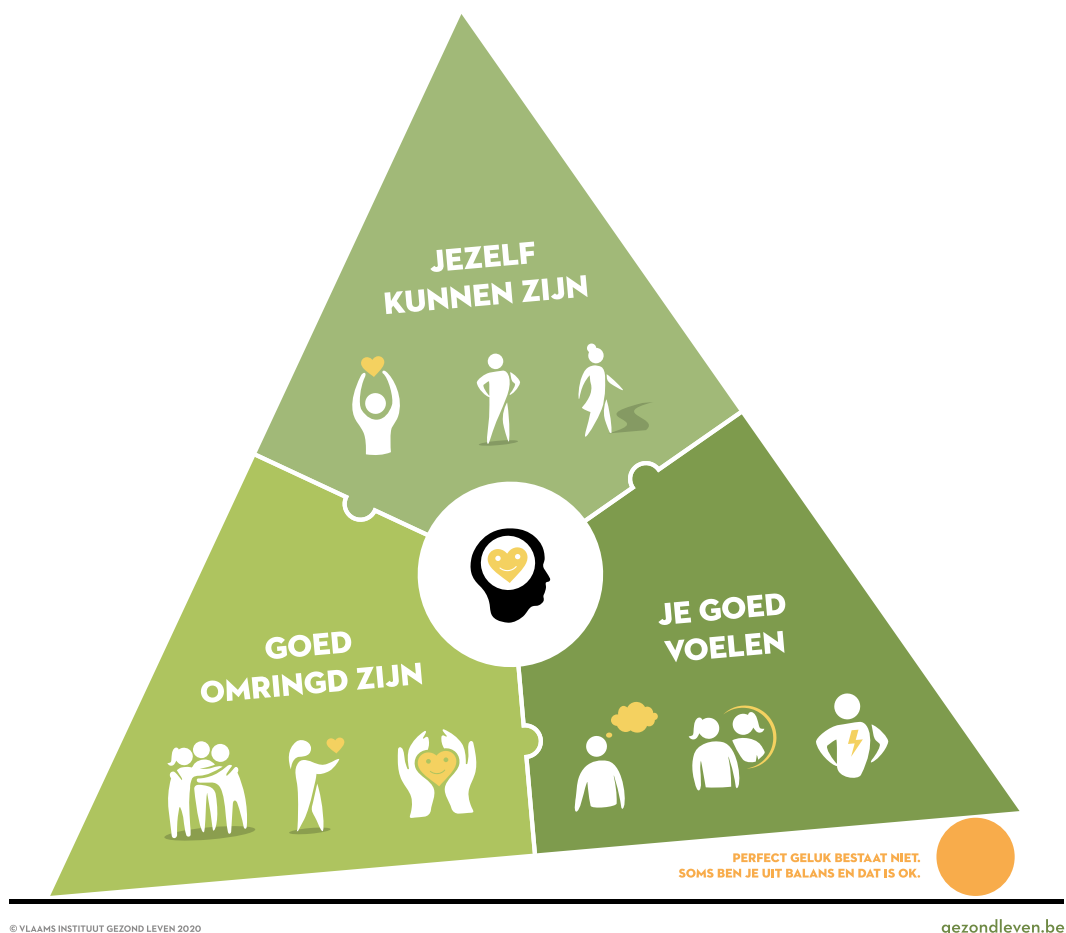 JEZELF
KUNNEN ZIJN
GOED
OMRINGD ZIJN
JE GOED
VOELEN
PERFECT GELUK BESTAAT NIET.
SOMS BEN JE UIT BALANS EN DAT IS OK.
© VLAAMS INSTITUUT GEZOND LEVEN 2020
gezondleven.be